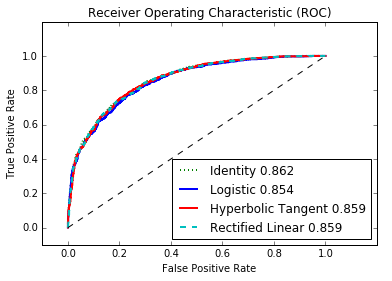 Receiver Operating Characteristic (ROC)
True Positive Rate
1.0
0.8
0.6
0.4
0.2
0.0
Identity 0.862
Logistic 0.854
Hyperbolic Tangent 0.859
Rectified Linear 0.859
0.0 0.2 0.4 0.6 0.8 1.0
False Positive Rate